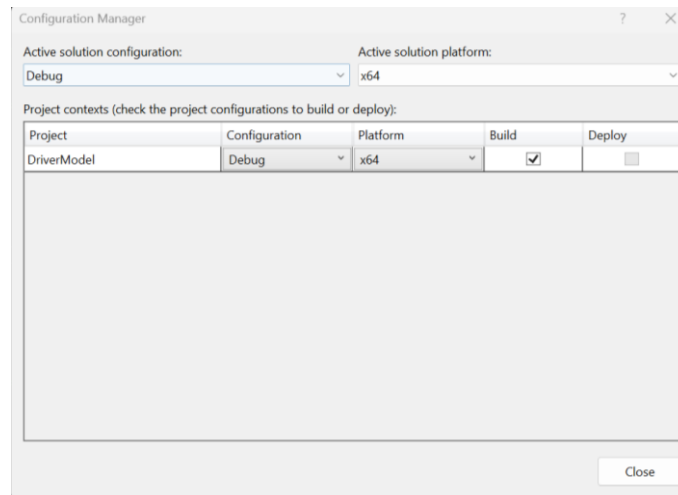 Configuration Manager ?
Active solution configuration: Active solution platform:
Debug x64
Project contexts (check the project configurations to build or deploy):
Project Configuration Platform Build Deploy
DriverModel Debug x64
Close